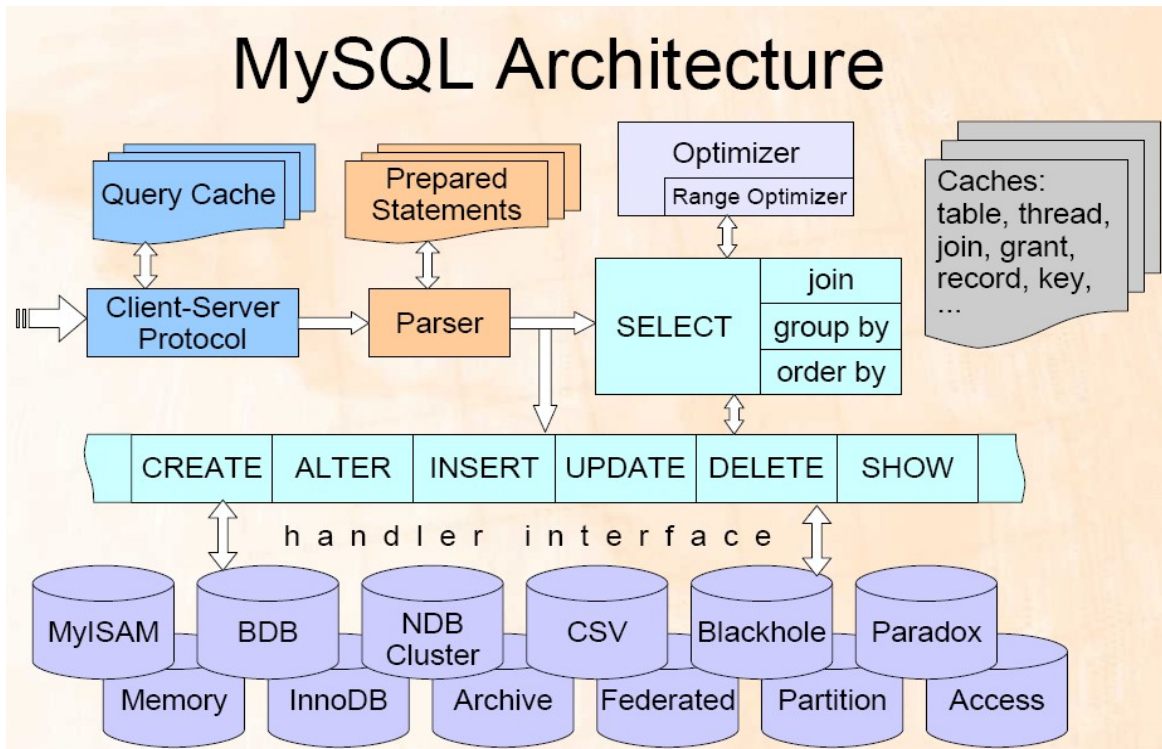 MySQL Architecture
Query Cache
Prepared
Statements
Optimizer
Range Optimizer
Caches:
table, thread,
join, grant,
record, key,
...
Client-Server
Protocol
Parser
SELECT
join
group by
order by
CREATE
ALTER
INSERT
UPDATE
DELETE
SHOW
handler interface
MyISAM
BDB
NDB
Cluster
CSV
Blackhole
Paradox
Memory
InnoDB
Archive
Federated
Partition
Access